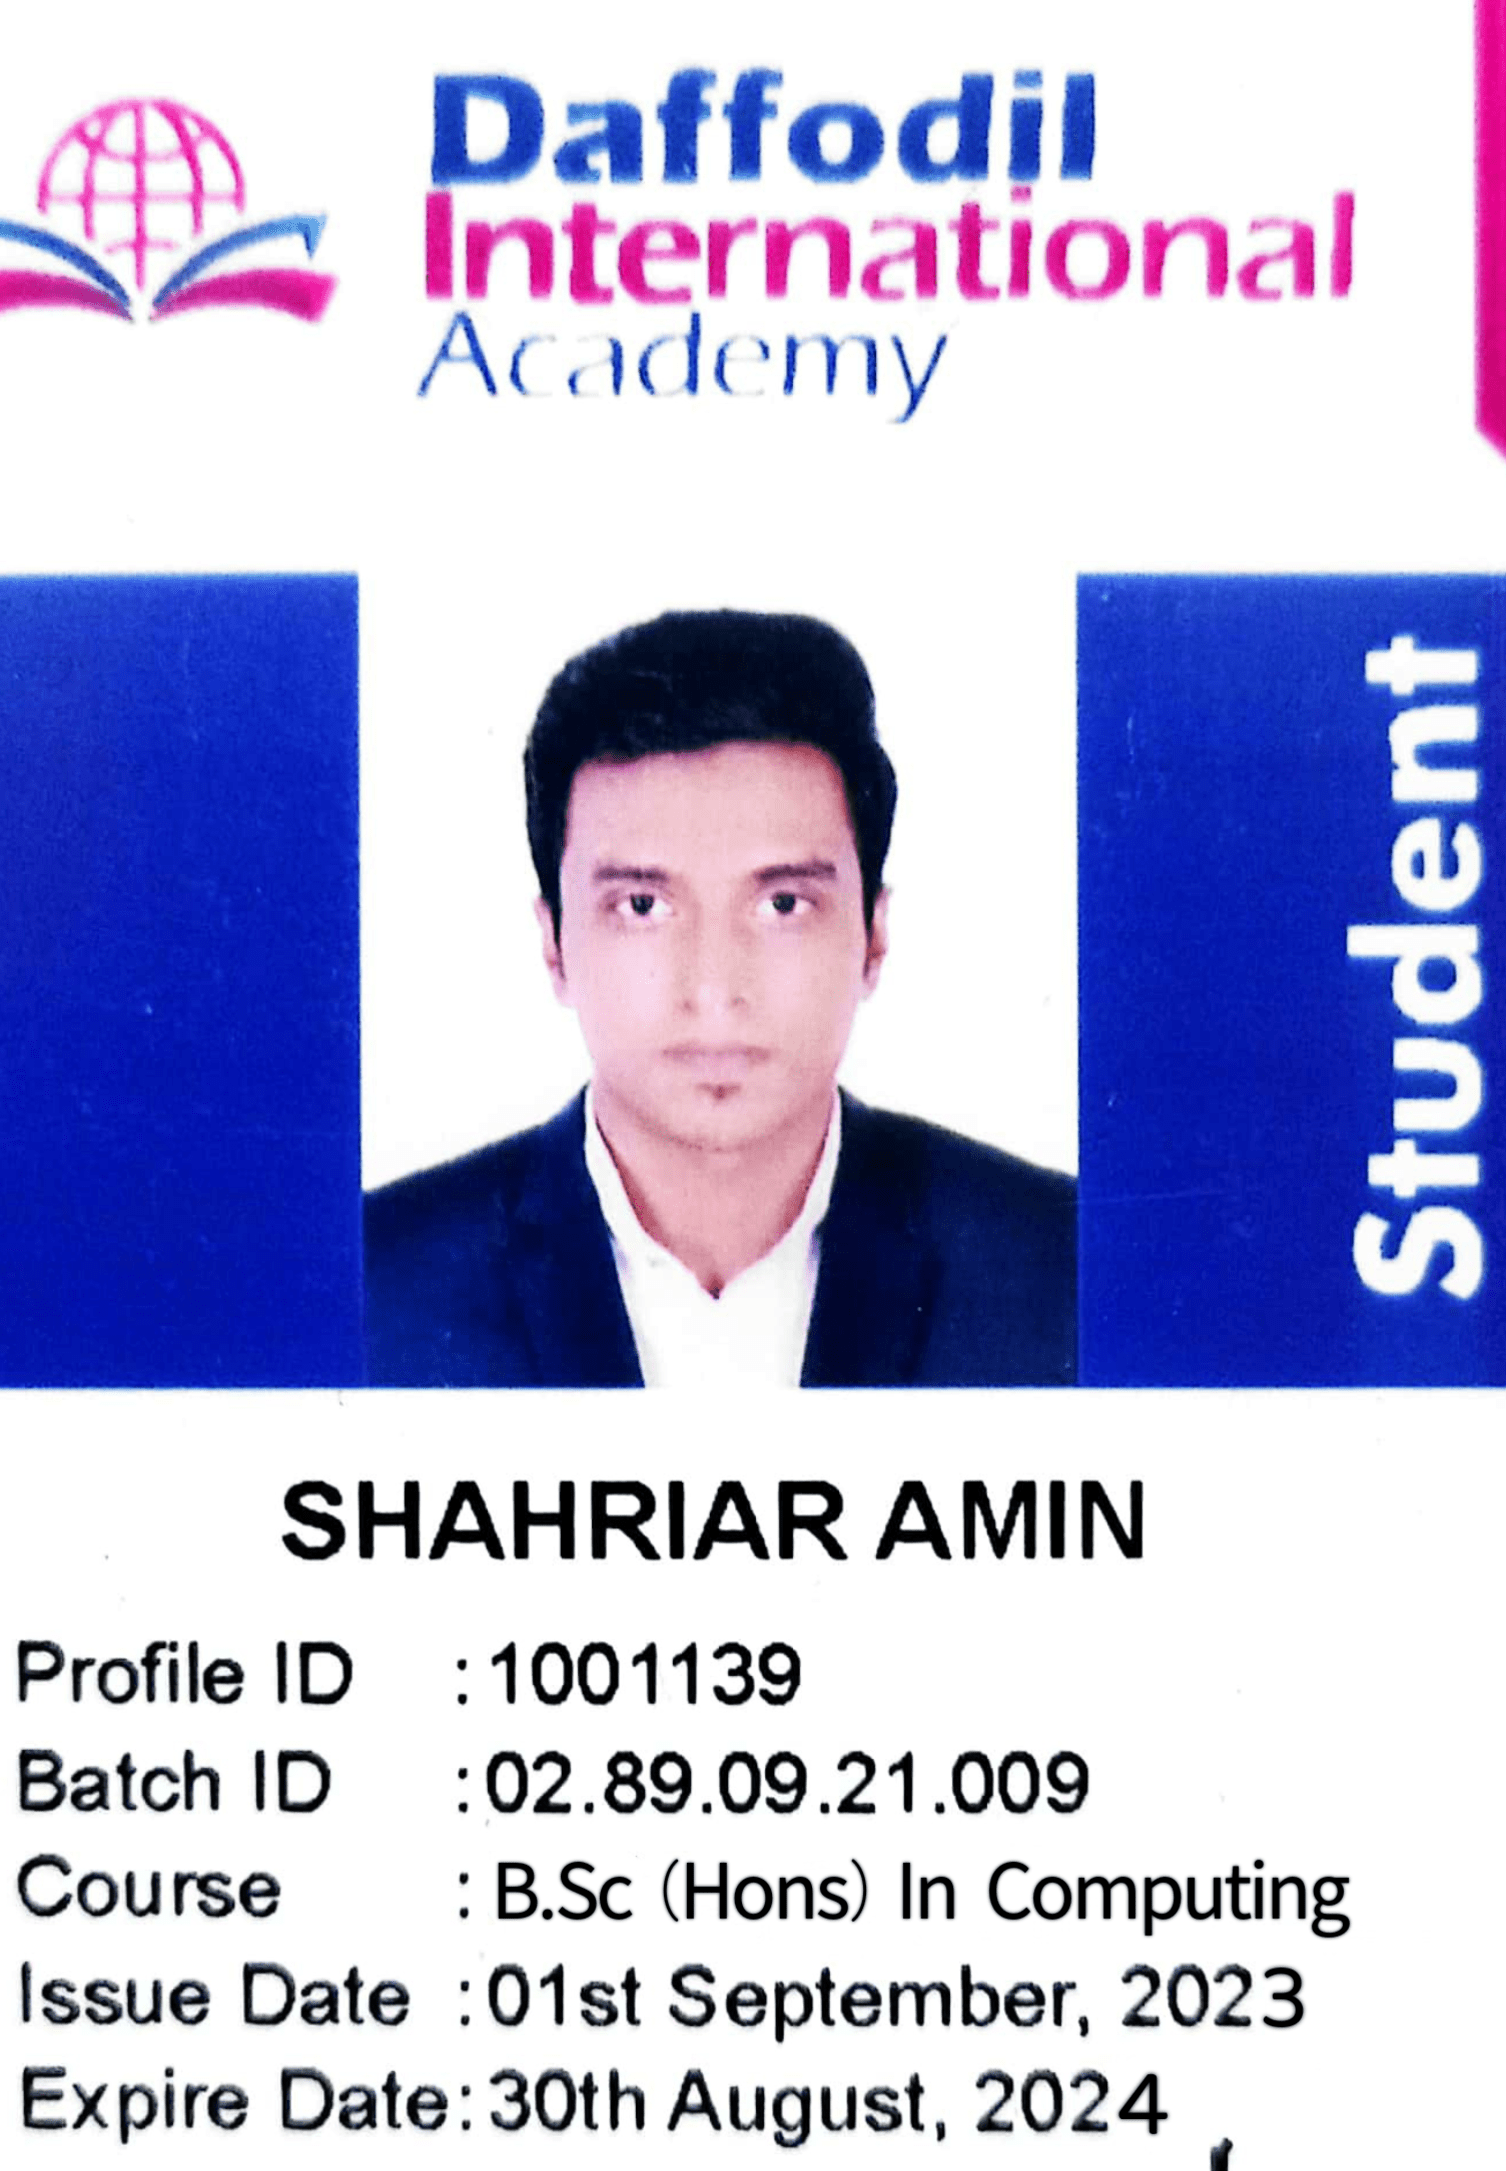 Daffodil
International
Academy
Student
SHAHRIAR AMIN
Profile ID : 1001139
Batch ID : 02.89.09.21.009
Course : B.Sc (Hons) In Computing
Issue Date : 01st September, 2023
Expire Date : 30th August, 2024